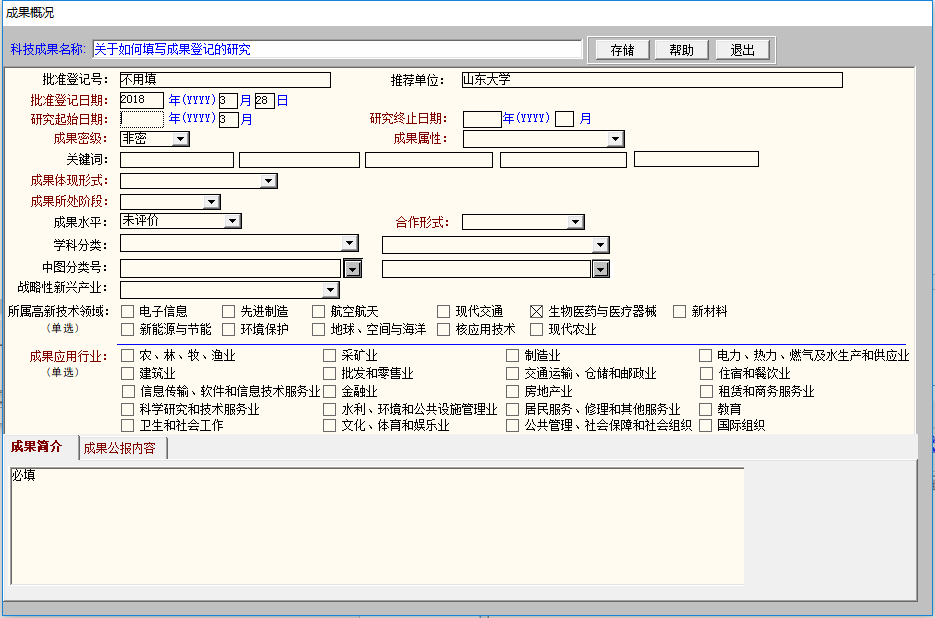 成果概况
科技成果名称: 关于如何填写成果登记的研究 存储 帮助 退出
批准登记号: 不用填 推荐单位: 山东大学
批准登记日期: 2018 年(YYYY) 3 月 28 日
研究起始日期: 年(YYYY) 3 月 研究终止日期: 年(YYYY) 月
成果密级: 非密 成果属性:
关键词:
成果体现形式:
成果所处阶段:
成果水平: 未评价 合作形式:
学科分类:
中图分类号:
战略性新兴产业:
所属高新技术领域: 电子信息 先进制造 航空航天 现代交通 生物医药与医疗器械 新材料
(单选) 新能源与节能 环境保护 地球、空间与海洋 核应用技术 现代农业
成果应用行业: 农、林、牧、渔业 采矿业 制造业 电力、热力、燃气及水生产和供应业
(单选) 建筑业 批发和零售业 交通运输、仓储和邮政业 住宿和餐饮业
信息传输、软件和信息技术服务业 金融业 房地产业 租赁和商务服务业
科学研究和技术服务业 水利、环境和公共设施管理业 居民服务、修理和其他服务业 教育
卫生和社会工作 文化、体育和娱乐业 公共管理、社会保障和社会组织 国际组织
成果简介 成果公报内容
必填